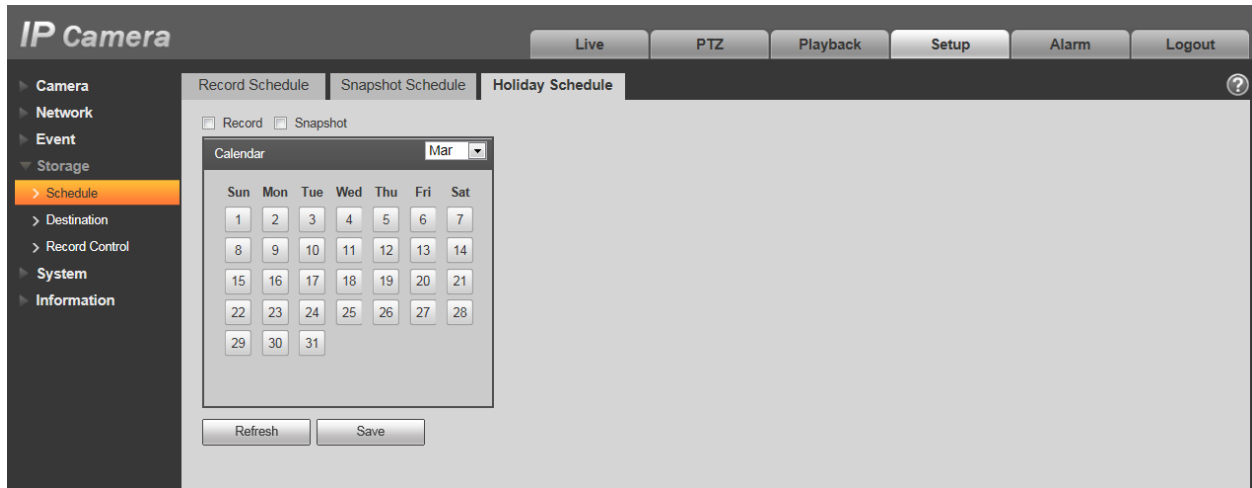 IP Camera
Live PTZ Playback Setup Alarm Logout
Camera
Network
Event
Storage
Schedule
Destination
Record Control
System
Information
Record Schedule Snapshot Schedule Holiday Schedule ?
Record Snapshot
Calendar Mar
Sun Mon Tue Wed Thu Fri Sat
1 2 3 4 5 6 7
8 9 10 11 12 13 14
15 16 17 18 19 20 21
22 23 24 25 26 27 28
29 30 31
Refresh Save